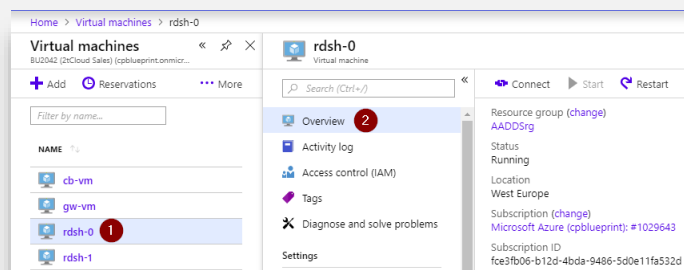 Home > Virtual machines > rdsh-0
Virtual machines
BU2042 (2tCloud Sales) (cpblueprint.onmicr...
Add
Reservations
More
Filter by name...
NAME
cb-vm
gw-vm
rdsh-0
1
rdsh-1
rdsh-0
Virtual machine
Search (Ctrl+/)
Overview
2
Activity log
Access control (IAM)
Tags
Diagnose and solve problems
Settings
Connect
Start
Restart
Resource group (change)
AADDSrg
Status
Running
Location
West Europe
Subscription (change)
Microsoft Azure (cpblueprint): #1029643
Subscription ID
fce3fb06-b12d-4bda-9486-5d0e11fa532d